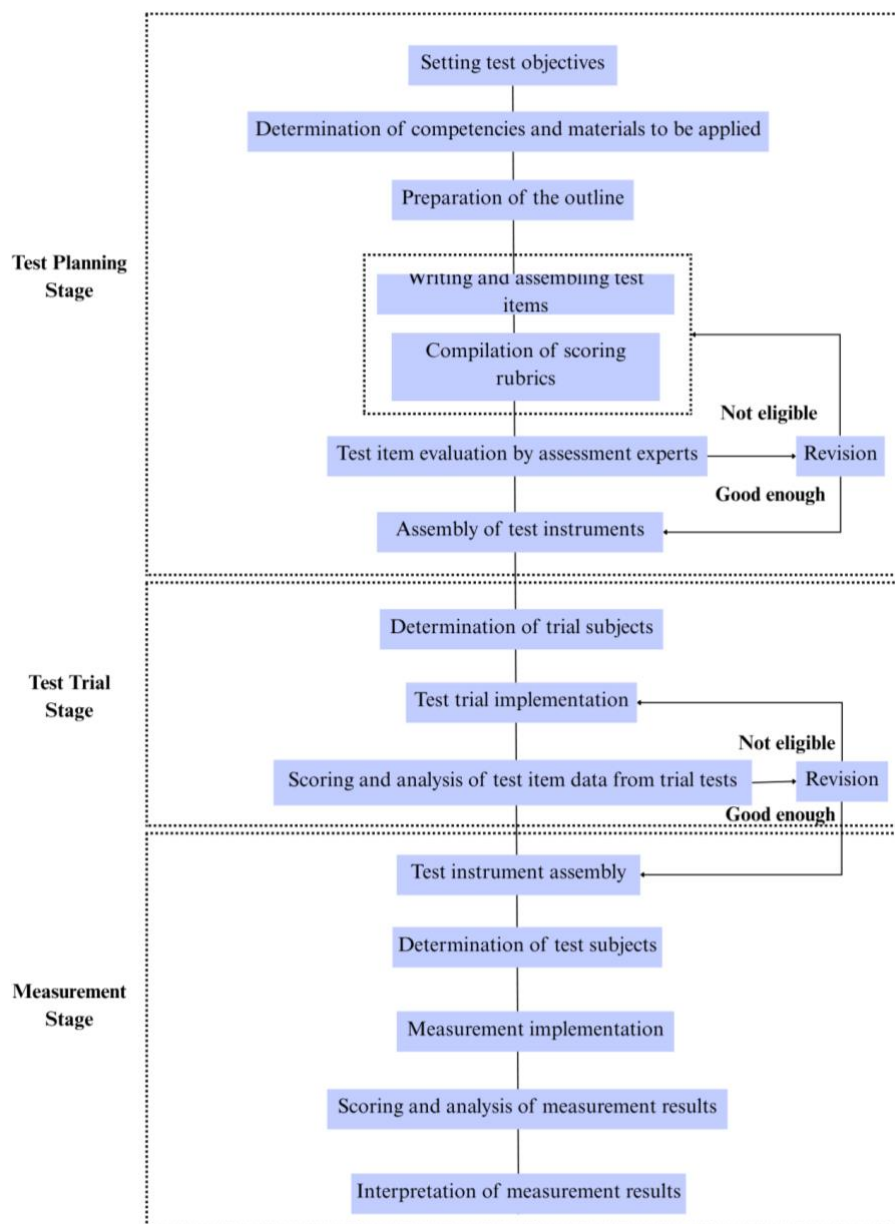 Setting test objectives
Determination of competencies and materials to be applied
Preparation of the outline
Test Planning
Stage
Writing and assembling test
items
Compilation of scoring
rubrics
Not eligible
Test item evaluation by assessment experts
Revision
Good enough
Assembly of test instruments
Determination of trial subjects
Test Trial
Stage
Test trial implementation
Not eligible
Scoring and analysis of test item data from trial tests
Revision
Good enough
Test instrument assembly
Determination of test subjects
Measurement
Stage
Measurement implementation
Scoring and analysis of measurement results
Interpretation of measurement results